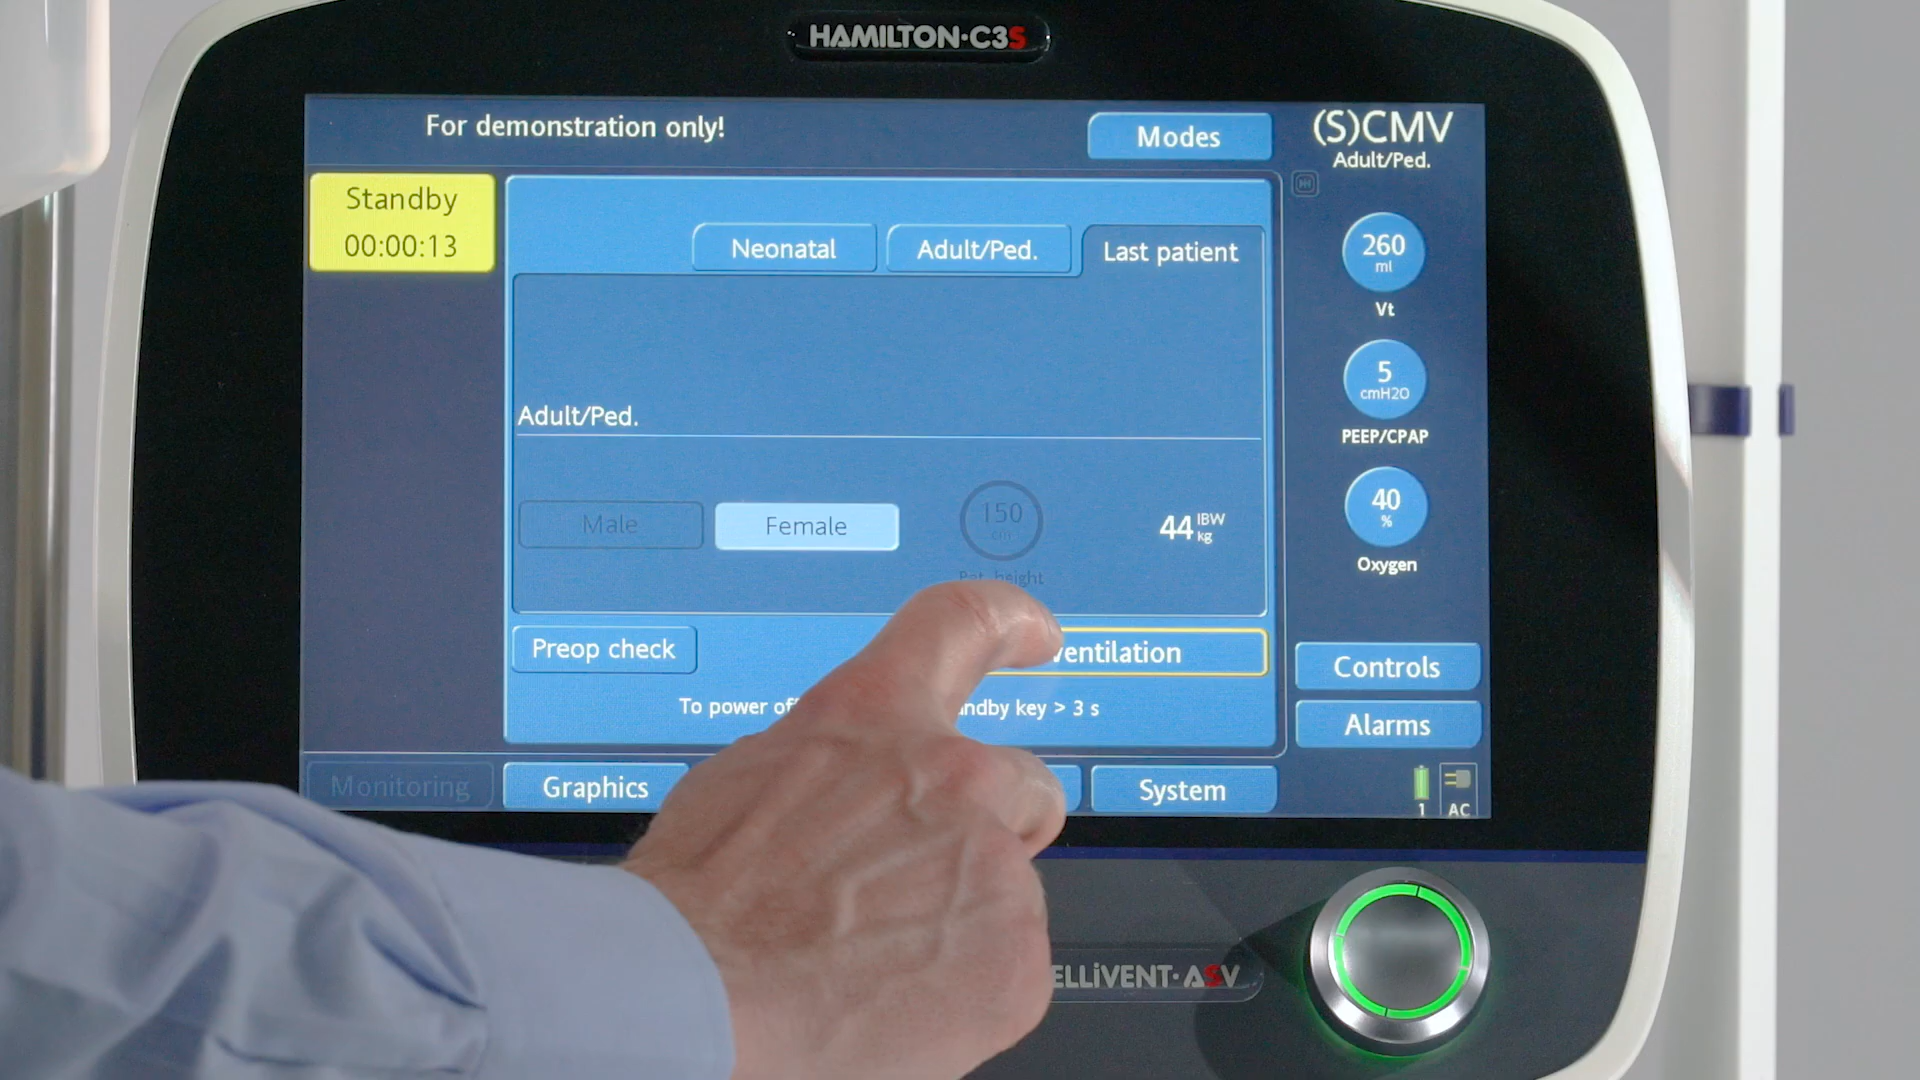 HAMILTON·C3S
For demonstration only!
Modes
(S)CMV
Adult/Ped.
Standby
00:00:13
Neonatal
Adult/Ped.
Last patient
260
ml
Vt
5
cmH2O
PEEP/CPAP
40
%
Oxygen
Adult/Ped.
Male
Female
150
cm
Pat. height
44 IBW
kg
Preop check
ventilation
To power
key > 3 s
Controls
Alarms
Monitoring
Graphics
System
1
AC
ELLiVENT·ASV